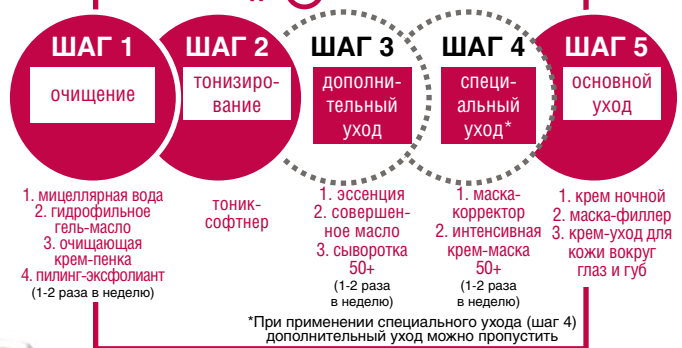 ШАГ 1
очищение
1. мицеллярная вода
2. гидрофильное
гель-масло
3. очищающая
крем-пенка
4. пилинг-эксфолиант
(1-2 раза в неделю)
ШАГ 2
тонизиро-
вание
тоник-
софтнер
ШАГ 3
дополни-
тельный
уход
1. эссенция
2. совершен-
ное масло
3. сыворотка
50+
(1-2 раза
в неделю)
ШАГ 4
специ-
альный
уход*
1. маска-
корректор
2. интенсивная
крем-маска
50+
(1-2 раза
в неделю)
ШАГ 5
основной
уход
1. крем ночной
2. маска-филлер
3. крем-уход для
кожи вокруг
глаз и губ
*При применении специального ухода (шаг 4)
дополнительный уход можно пропустить